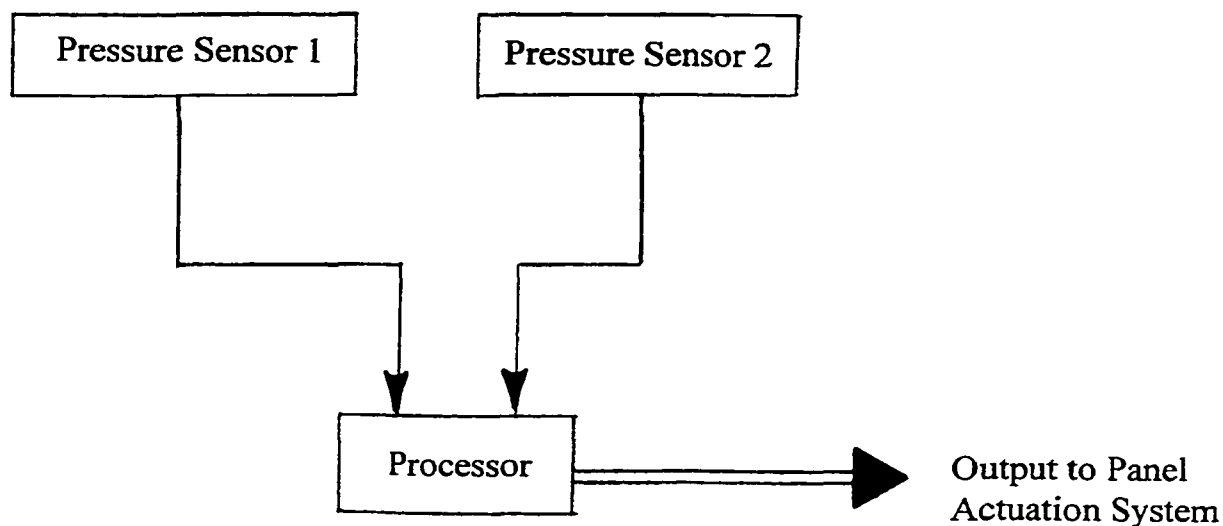 Pressure Sensor 1
Pressure Sensor 2
Processor
Output to Panel
Actuation System